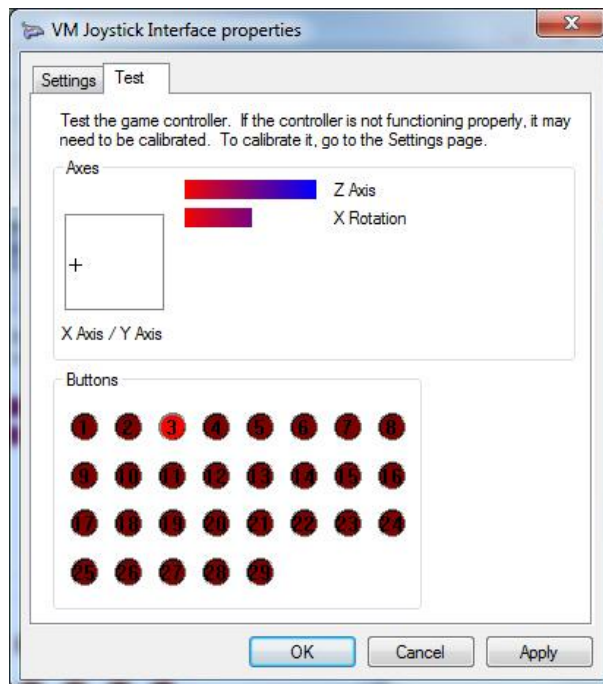 VM Joystick Interface properties
Settings Test
Test the game controller. If the controller is not functioning properly, it may
need to be calibrated. To calibrate it, go to the Settings page.
Axes
Z Axis
X Rotation
X Axis / Y Axis
Buttons
1 2 3 4 5 6 7 8
9 10 11 12 13 14 15 16
17 18 19 20 21 22 23 24
25 26 27 28 29
OK Cancel Apply